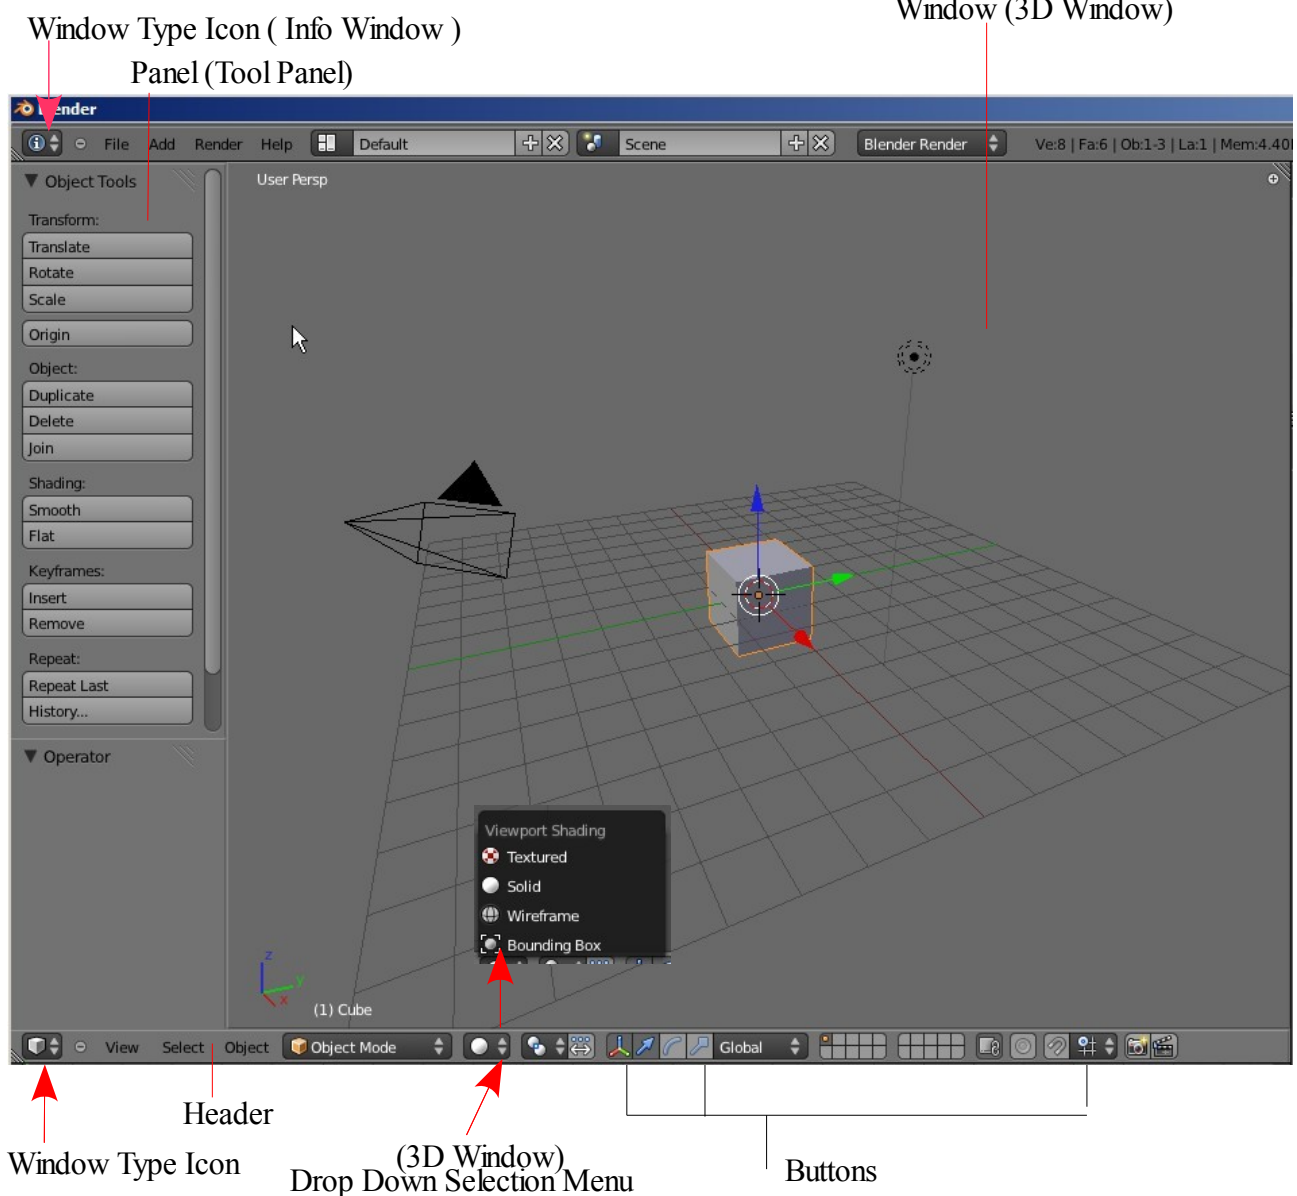 Window (3D Window)
Window Type Icon ( Info Window )
Panel (Tool Panel)
File Add Render Help Default Scene Blender Render Ve:8 | Fa:6 | Ob:1-3 | La:1 | Mem:4.40
Object Tools
User Persp
Transform:
Translate
Rotate
Scale
Origin
Object:
Duplicate
Delete
Join
Shading:
Smooth
Flat
Keyframes:
Insert
Remove
Repeat:
Repeat Last
History...
Operator
Viewport Shading
Textured
Solid
Wireframe
Bounding Box
z
y
x
(1) Cube
View Select Object Object Mode Global
Header
Window Type Icon
(3D Window)
Drop Down Selection Menu
Buttons